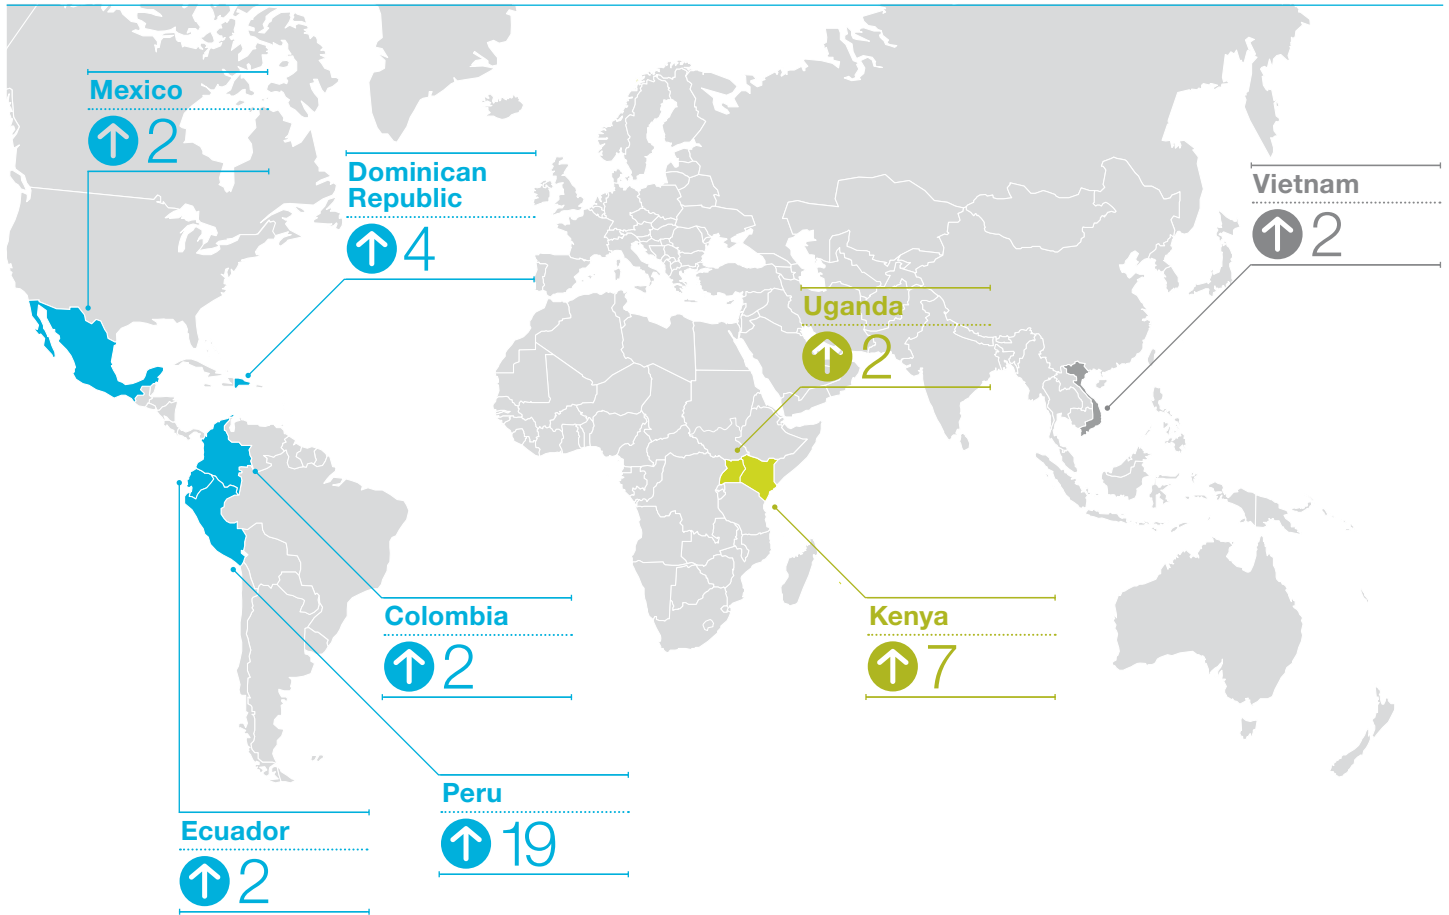 Mexico
2
Dominican
Republic
4
Vietnam
2
Uganda
2
Colombia
2
Kenya
7
Peru
19
Ecuador
2